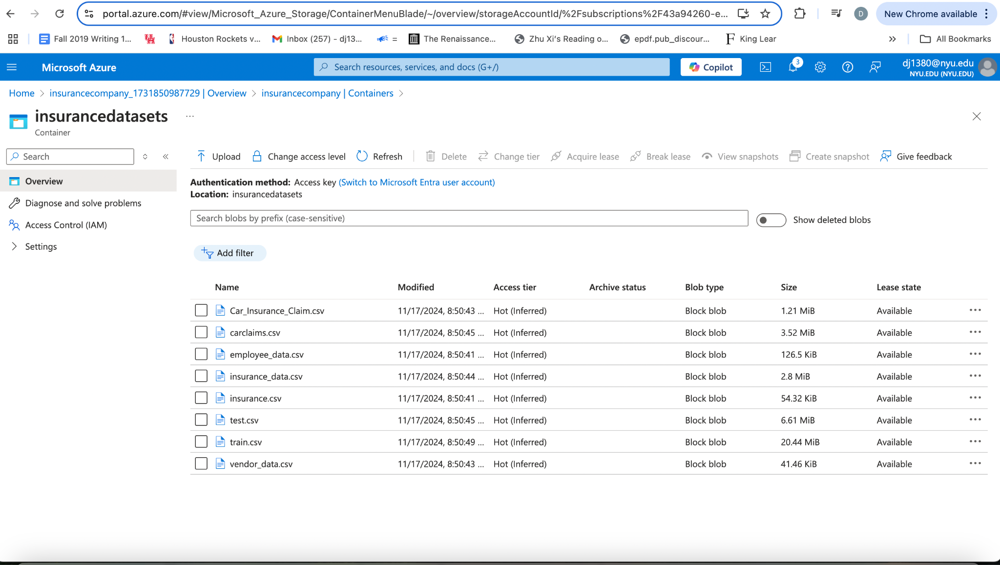 portal.azure.com/#view/Microsoft_Azure_Storage/ContainerMenuBlade/~/overview/storageAccountId/%2Fsubscriptions%2F43a94260-e...
D
New Chrome available
Fall 2019 Writing 1...
Houston Rockets v...
Inbox (257) - dj13...
=
The Renaissance...
Zhu Xi's Reading o...
epdf.pub_discour...
King Lear
»
All Bookmarks
Microsoft Azure
Search resources, services, and docs (G+/)
Copilot
3
dj1380@nyu.edu
NYU.EDU (NYU.EDU)
Home > insurancecompany_1731850987729 | Overview > insurancecompany | Containers >
insurancedatasets ...
Container
Search
«
Upload
Change access level
Refresh
Delete
Change tier
Acquire lease
Break lease
View snapshots
Create snapshot
Give feedback
Overview
Diagnose and solve problems
Access Control (IAM)
Settings
Authentication method: Access key (Switch to Microsoft Entra user account)
Location: insurancedatasets
Search blobs by prefix (case-sensitive)
Show deleted blobs
Add filter
Name Modified Access tier Archive status Blob type Size Lease state
Car_Insurance_Claim.csv 11/17/2024, 8:50:43 ... Hot (Inferred) Block blob 1.21 MiB Available ...
carclaims.csv 11/17/2024, 8:50:45 ... Hot (Inferred) Block blob 3.52 MiB Available ...
employee_data.csv 11/17/2024, 8:50:41 ... Hot (Inferred) Block blob 126.5 KiB Available ...
insurance_data.csv 11/17/2024, 8:50:44 ... Hot (Inferred) Block blob 2.8 MiB Available ...
insurance.csv 11/17/2024, 8:50:41 ... Hot (Inferred) Block blob 54.32 KiB Available ...
test.csv 11/17/2024, 8:50:45 ... Hot (Inferred) Block blob 6.61 MiB Available ...
train.csv 11/17/2024, 8:50:49 ... Hot (Inferred) Block blob 20.44 MiB Available ...
vendor_data.csv 11/17/2024, 8:50:43 ... Hot (Inferred) Block blob 41.46 KiB Available ...